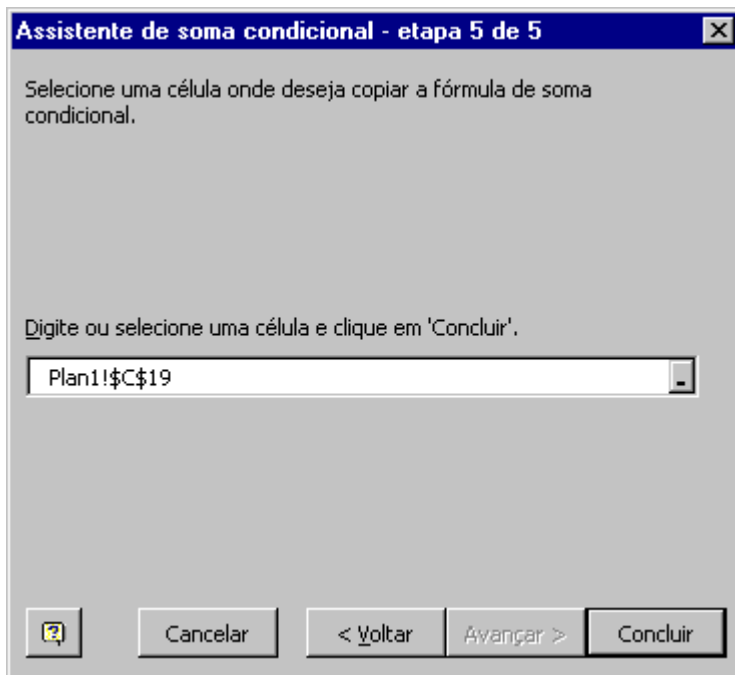 Assistente de soma condicional - etapa 5 de 5
Selecione uma célula onde deseja copiar a fórmula de soma
condicional.
Digite ou selecione uma célula e clique em 'Concluir'.
Plan1!$C$19
Cancelar < Voltar Avançar > Concluir